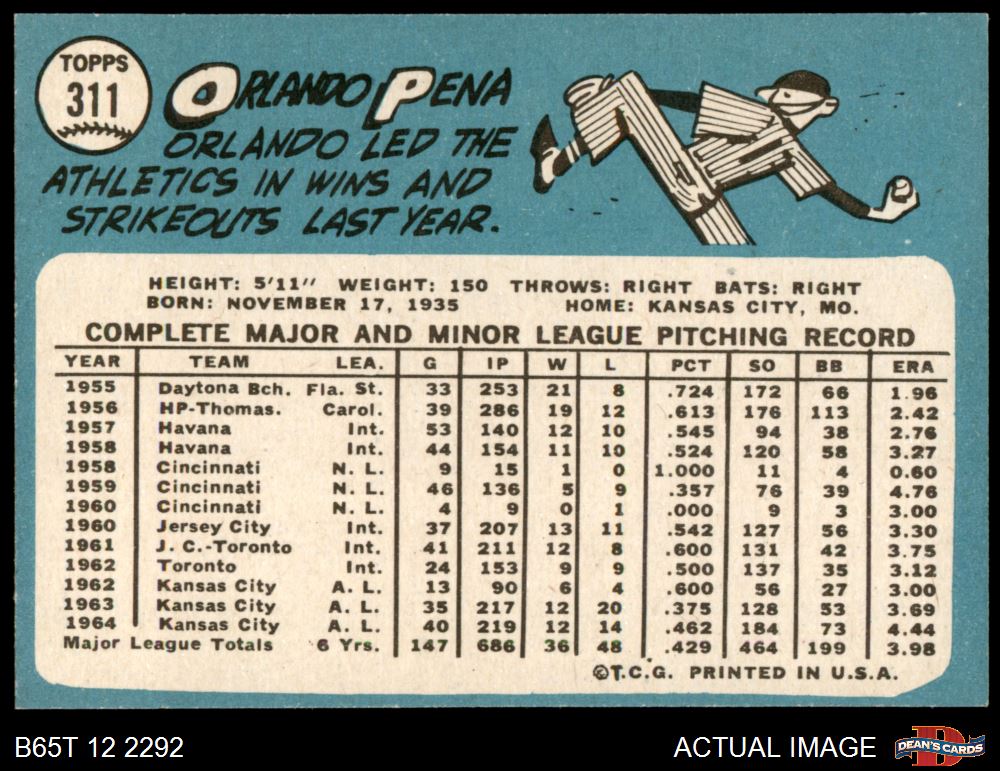 TOPPS
311
ORLANDO PENA
ORLANDO LED THE
ATHLETICS IN WINS AND
STRIKEOUTS LAST YEAR.
HEIGHT: 5'11" WEIGHT: 150 THROWS: RIGHT BATS: RIGHT
BORN: NOVEMBER 17, 1935 HOME: KANSAS CITY, MO.
COMPLETE MAJOR AND MINOR LEAGUE PITCHING RECORD
YEAR TEAM LEA. G IP W L PCT SO BB ERA
1955 Daytona Bch. Fla. St. 33 253 21 8 .724 172 66 1.96
1956 HP-Thomas. Carol. 39 286 19 12 .613 176 113 2.42
1957 Havana Int. 53 140 12 10 .545 94 38 2.76
1958 Havana Int. 44 154 11 10 .524 120 58 3.27
1958 Cincinnati N. L. 9 15 1 0 1.000 11 4 0.60
1959 Cincinnati N. L. 46 136 5 9 .357 76 39 4.76
1960 Cincinnati N. L. 4 9 0 1 .000 9 3 3.00
1960 Jersey City Int. 37 207 13 11 .542 127 56 3.30
1961 J. C.-Toronto Int. 41 211 12 8 .600 131 42 3.75
1962 Toronto Int. 24 153 9 9 .500 137 35 3.12
1962 Kansas City A. L. 13 90 6 4 .600 56 27 3.00
1963 Kansas City A. L. 35 217 12 20 .375 128 53 3.69
1964 Kansas City A. L. 40 219 12 14 .462 184 73 4.44
Major League Totals 6 Yrs. 147 686 36 48 .429 464 199 3.98
©T.C.G. PRINTED IN U.S.A.
B65T 12 2292 ACTUAL IMAGE
D
DEAN'S CARDS